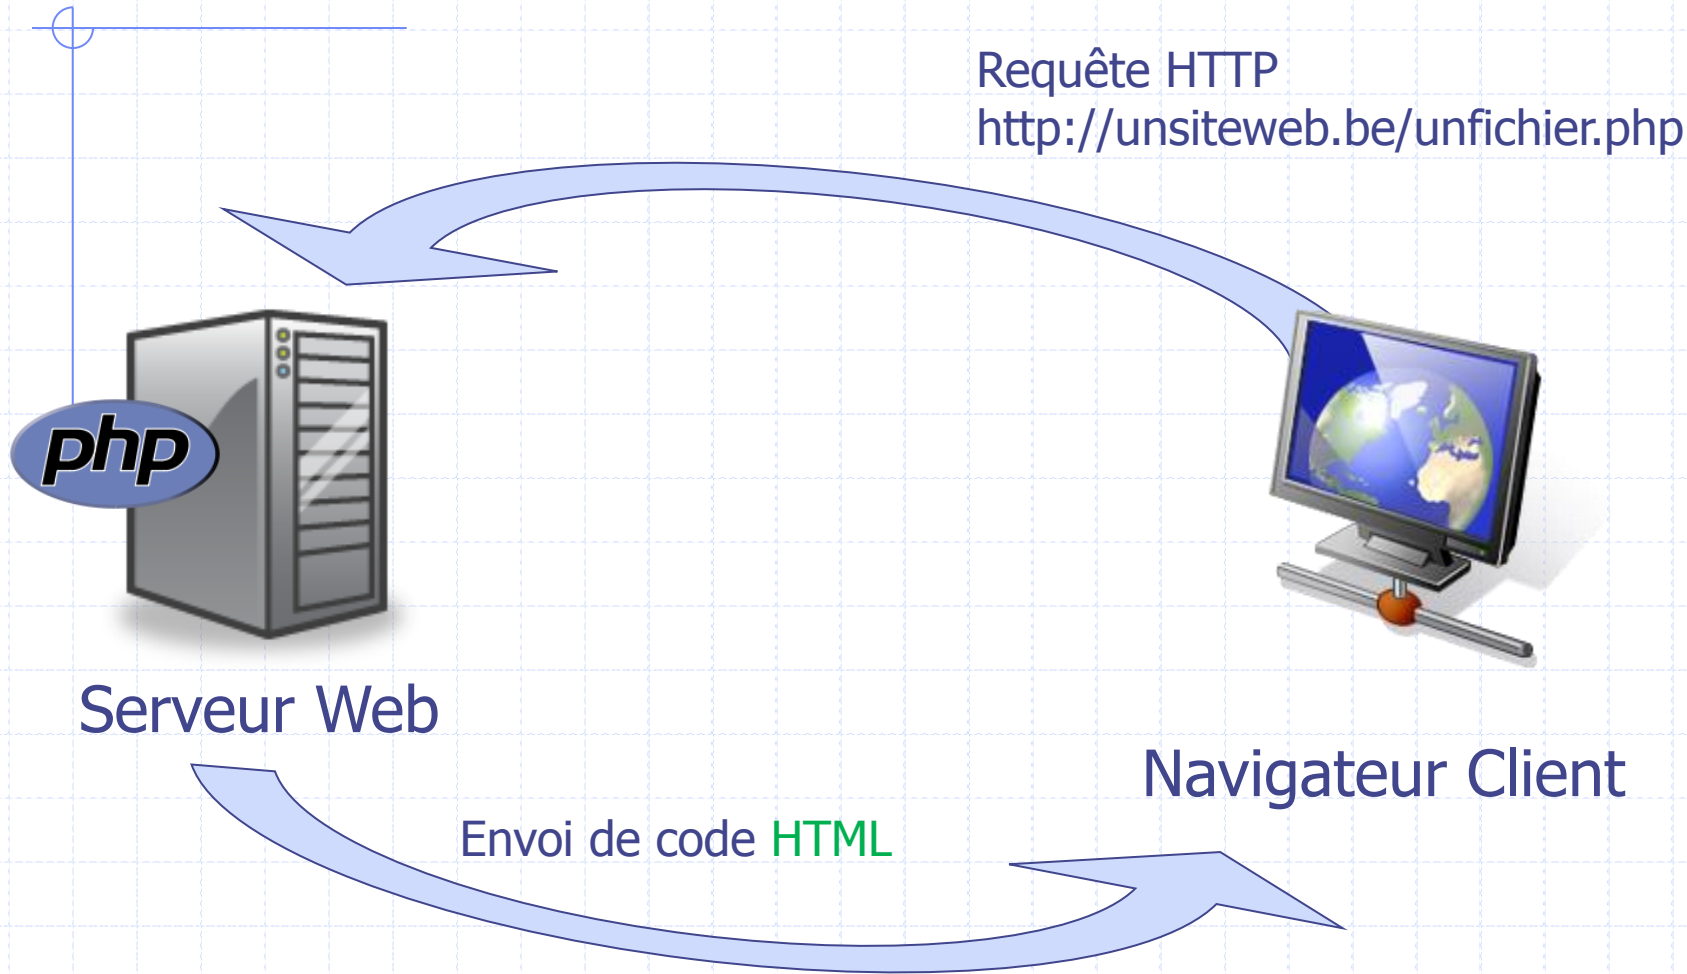 Requête HTTP
http://unsiteweb.be/unfichier.php
php
Serveur Web
Navigateur Client
Envoi de code HTML